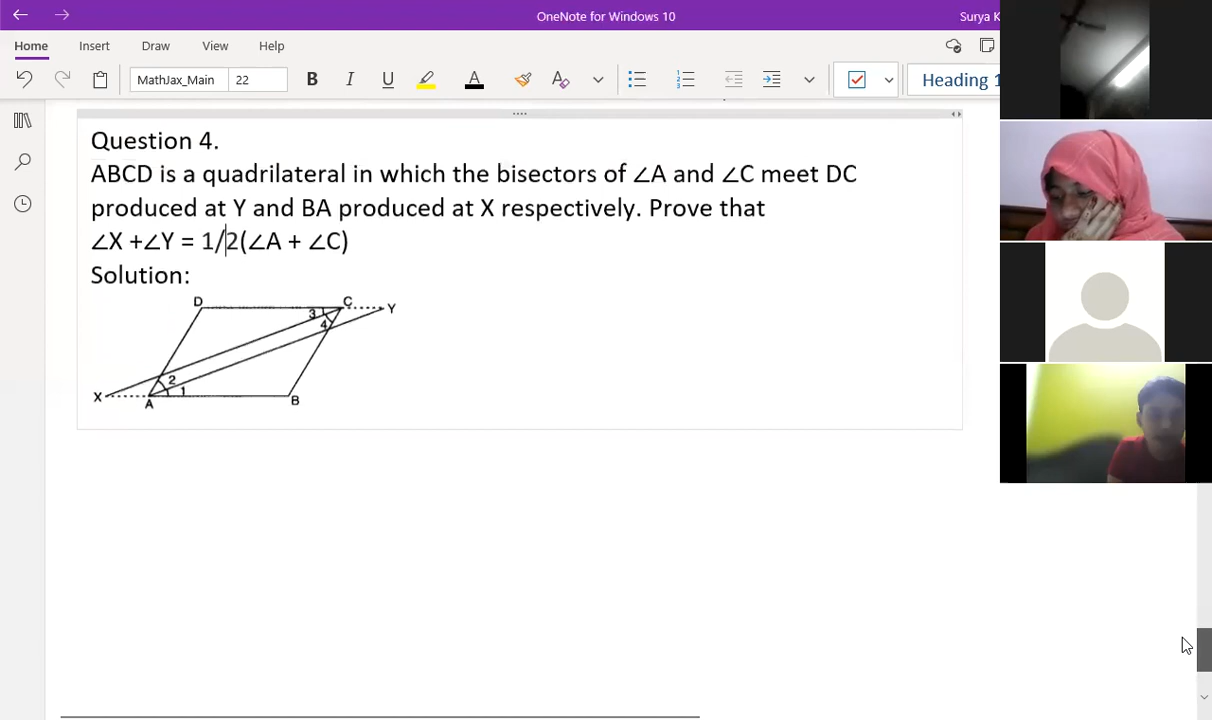 OneNote for Windows 10
Surya K
Home Insert Draw View Help
MathJax_Main 22 B I U A A Heading 1
Question 4.
ABCD is a quadrilateral in which the bisectors of ∠A and ∠C meet DC
produced at Y and BA produced at X respectively. Prove that
∠X +∠Y = 1/2(∠A + ∠C)
Solution:
D C Y
3
4
2
1
X A B